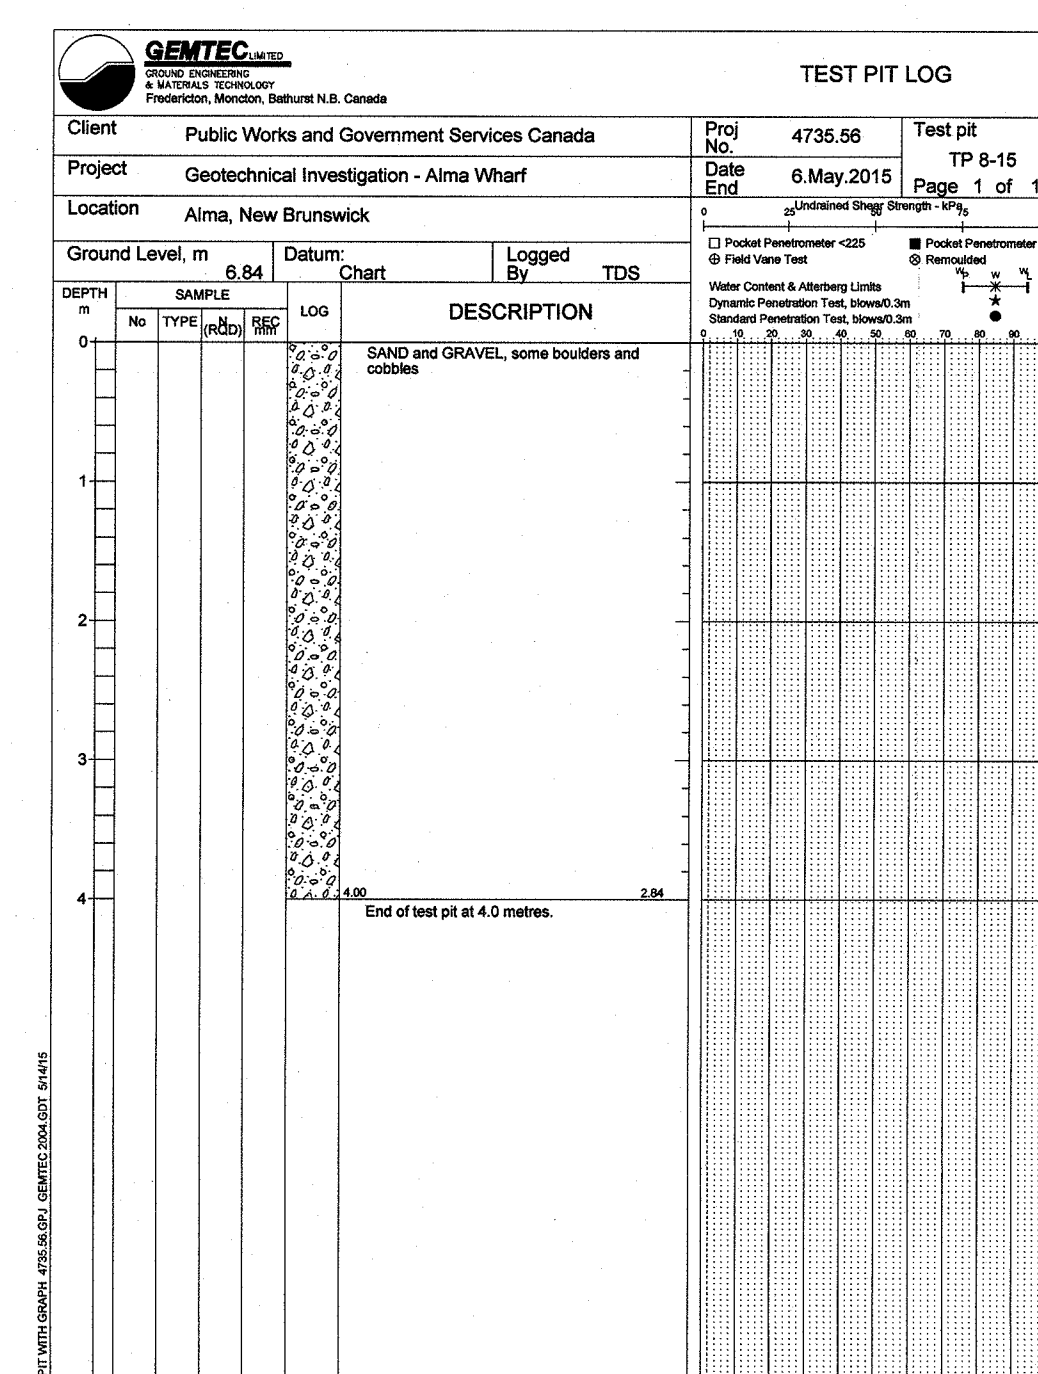 GEMTEC LIMITED
GROUND ENGINEERING
& MATERIALS TECHNOLOGY
Fredericton, Moncton, Bathurst N.B. Canada
TEST PIT LOG
Client Public Works and Government Services Canada
Proj No. 4735.56
Test pit TP 8-15
Project Geotechnical Investigation - Alma Wharf
Date End 6.May.2015
Page 1 of 1
Location Alma, New Brunswick
Ground Level, m 6.84
Datum: Chart
Logged By TDS
Undrained Shear Strength - kPa
0 25 50 75
Pocket Penetrometer <225
Pocket Penetrometer
Field Vane Test
Remoulded
Water Content & Atterberg Limits
Wp W WL
Dynamic Penetration Test, blows/0.3m
Standard Penetration Test, blows/0.3m
0 10 20 30 40 50 60 70 80 90
DEPTH m
SAMPLE
No TYPE N (RQD) REC mm
LOG
DESCRIPTION
0
SAND and GRAVEL, some boulders and
cobbles
1
2
3
4
4.00 2.84
End of test pit at 4.0 metres.
PIT WITH GRAPH 4735.56.GPJ GEMTEC 2004.GDT 5/14/15